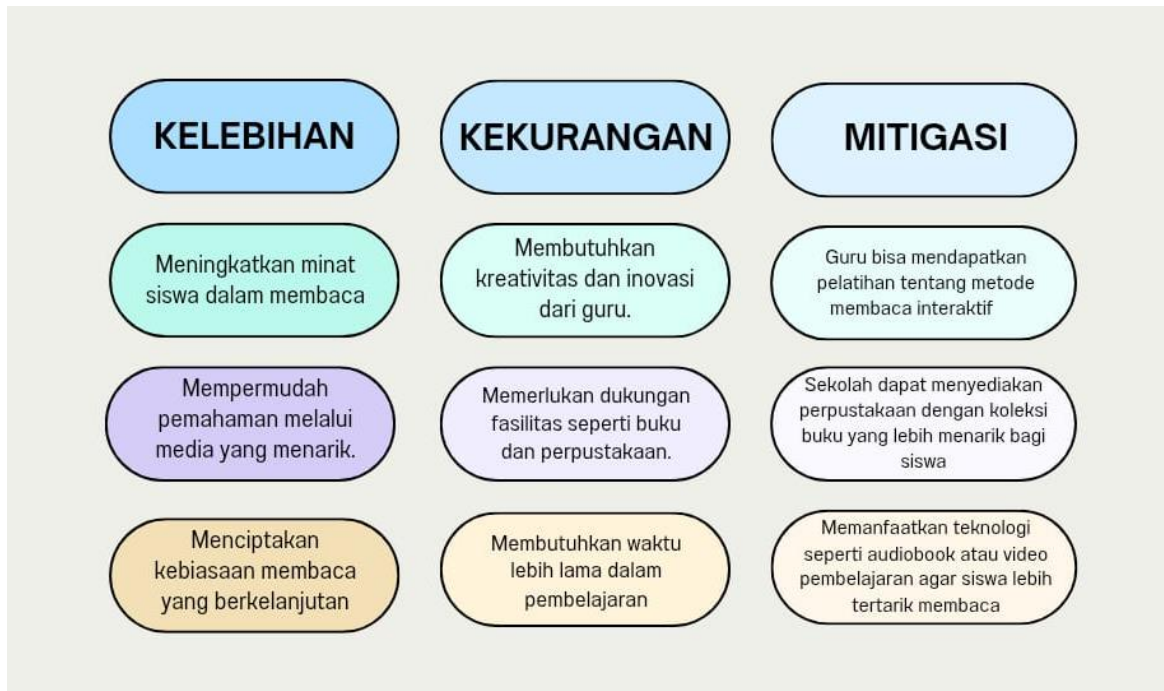 KELEBIHAN
KEKURANGAN
MITIGASI
Meningkatkan minat
siswa dalam membaca
Membutuhkan
kreativitas dan inovasi
dari guru.
Guru bisa mendapatkan
pelatihan tentang metode
membaca interaktif
Mempermudah
pemahaman melalui
media yang menarik.
Memerlukan dukungan
fasilitas seperti buku
dan perpustakaan.
Sekolah dapat menyediakan
perpustakaan dengan koleksi
buku yang lebih menarik bagi
siswa
Menciptakan
kebiasaan membaca
yang berkelanjutan
Membutuhkan waktu
lebih lama dalam
pembelajaran
Memanfaatkan teknologi
seperti audiobook atau video
pembelajaran agar siswa lebih
tertarik membaca